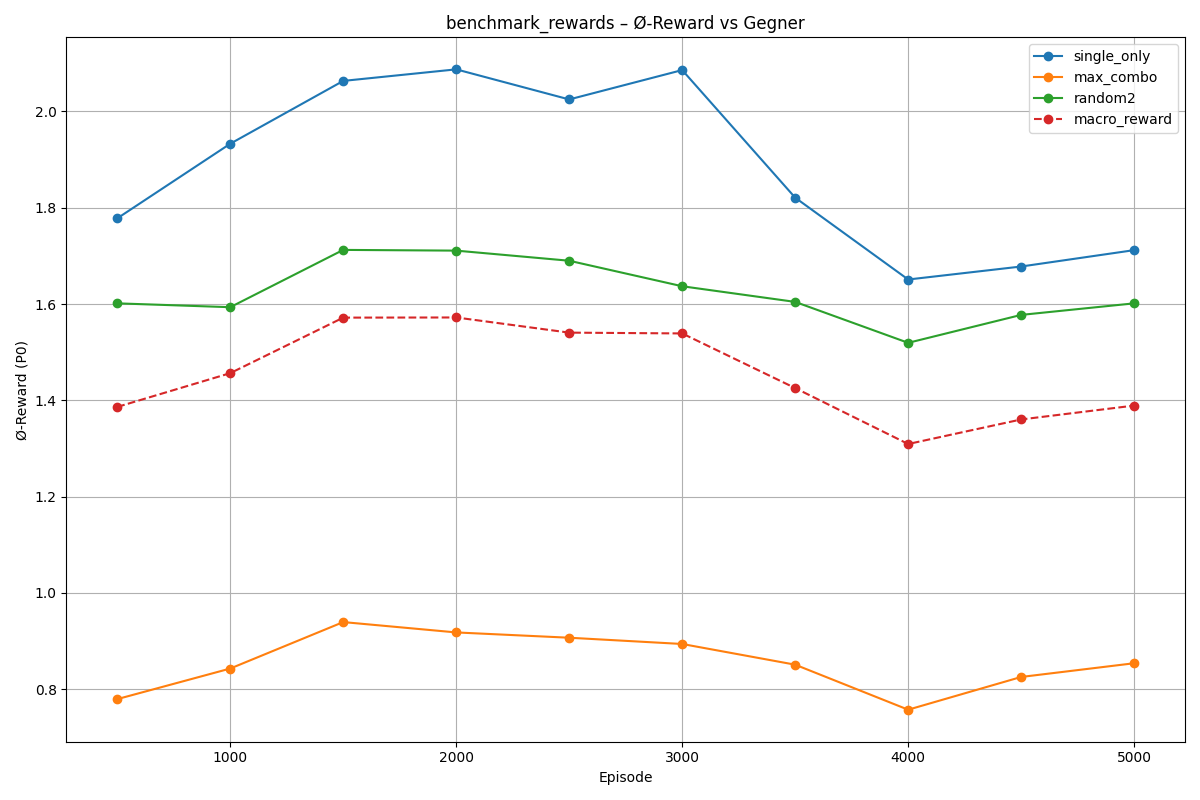 benchmark_rewards – Ø-Reward vs Gegner
single_only
max_combo
random2
macro_reward
Ø-Reward (P0)
2.0
1.8
1.6
1.4
1.2
1.0
0.8
1000 2000 3000 4000 5000
Episode